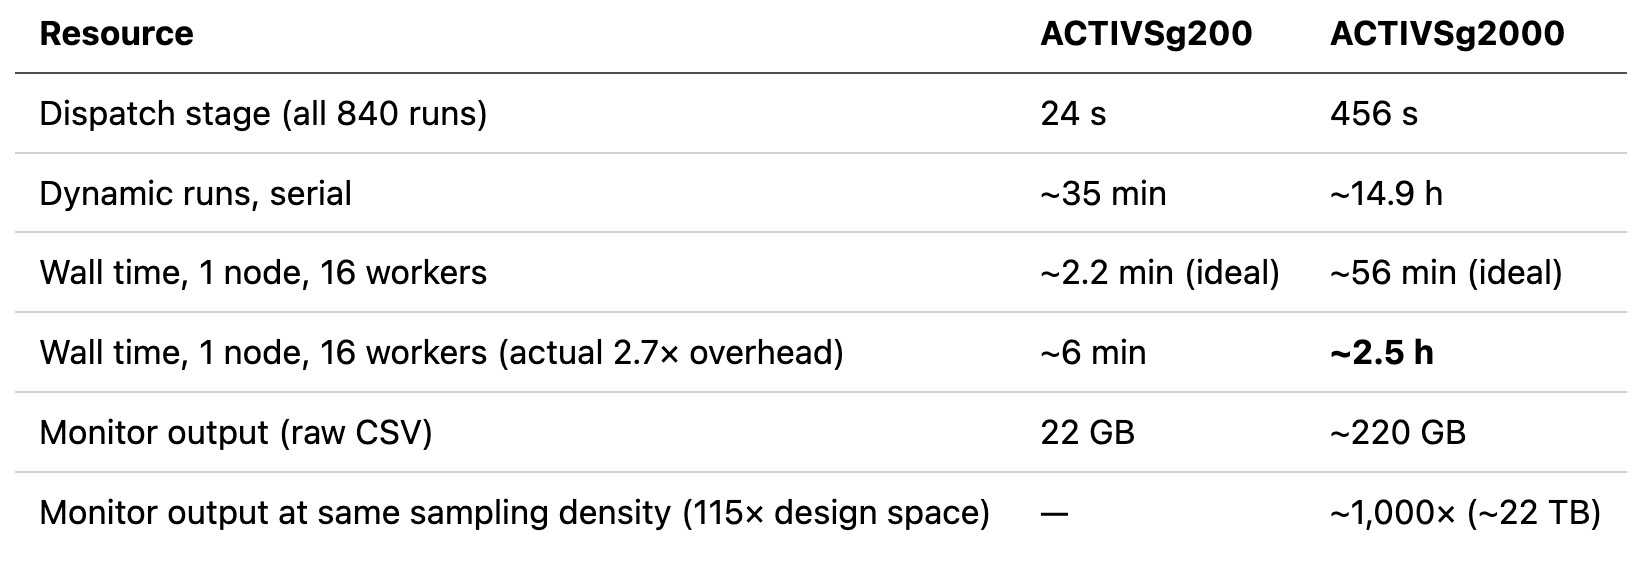 Resource ACTIVSg200 ACTIVSg2000
Dispatch stage (all 840 runs) 24 s 456 s
Dynamic runs, serial ~35 min ~14.9 h
Wall time, 1 node, 16 workers ~2.2 min (ideal) ~56 min (ideal)
Wall time, 1 node, 16 workers (actual 2.7× overhead) ~6 min ~2.5 h
Monitor output (raw CSV) 22 GB ~220 GB
Monitor output at same sampling density (115× design space) — ~1,000× (~22 TB)